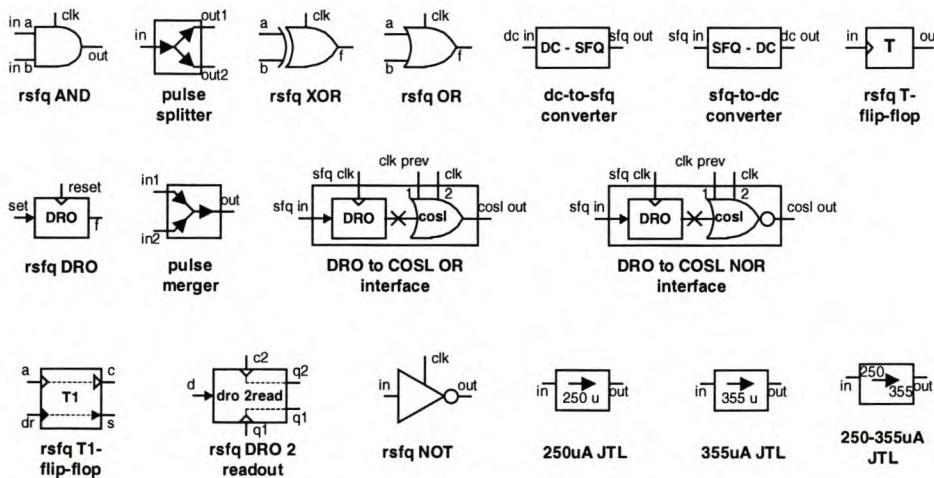 in a
clk
in b
out
rsfq AND
in
out1
out2
pulse
splitter
a
clk
b
f
rsfq XOR
a
clk
b
f
rsfq OR
dc in
DC - SFQ
sfq out
dc-to-sfq
converter
sfq in
SFQ - DC
dc out
sfq-to-dc
converter
in
T
rsfq T-
flip-flop
set
reset
DRO
f
rsfq DRO
in1
in2
out
pulse
merger
clk prev
sfq clk
clk
sfq in
DRO
1
2
cosl
cosl out
DRO to COSL OR
interface
clk prev
sfq clk
clk
sfq in
DRO
1
2
cosl
cosl out
DRO to COSL NOR
interface
a
c
T1
dr
s
rsfq T1-
flip-flop
c2
q2
d
dro 2read
q1
q1
rsfq DRO 2
readout
clk
in
out
rsfq NOT
in
250 u
out
250uA JTL
in
355 u
out
355uA JTL
in
250
355
out
250-355uA
JTL